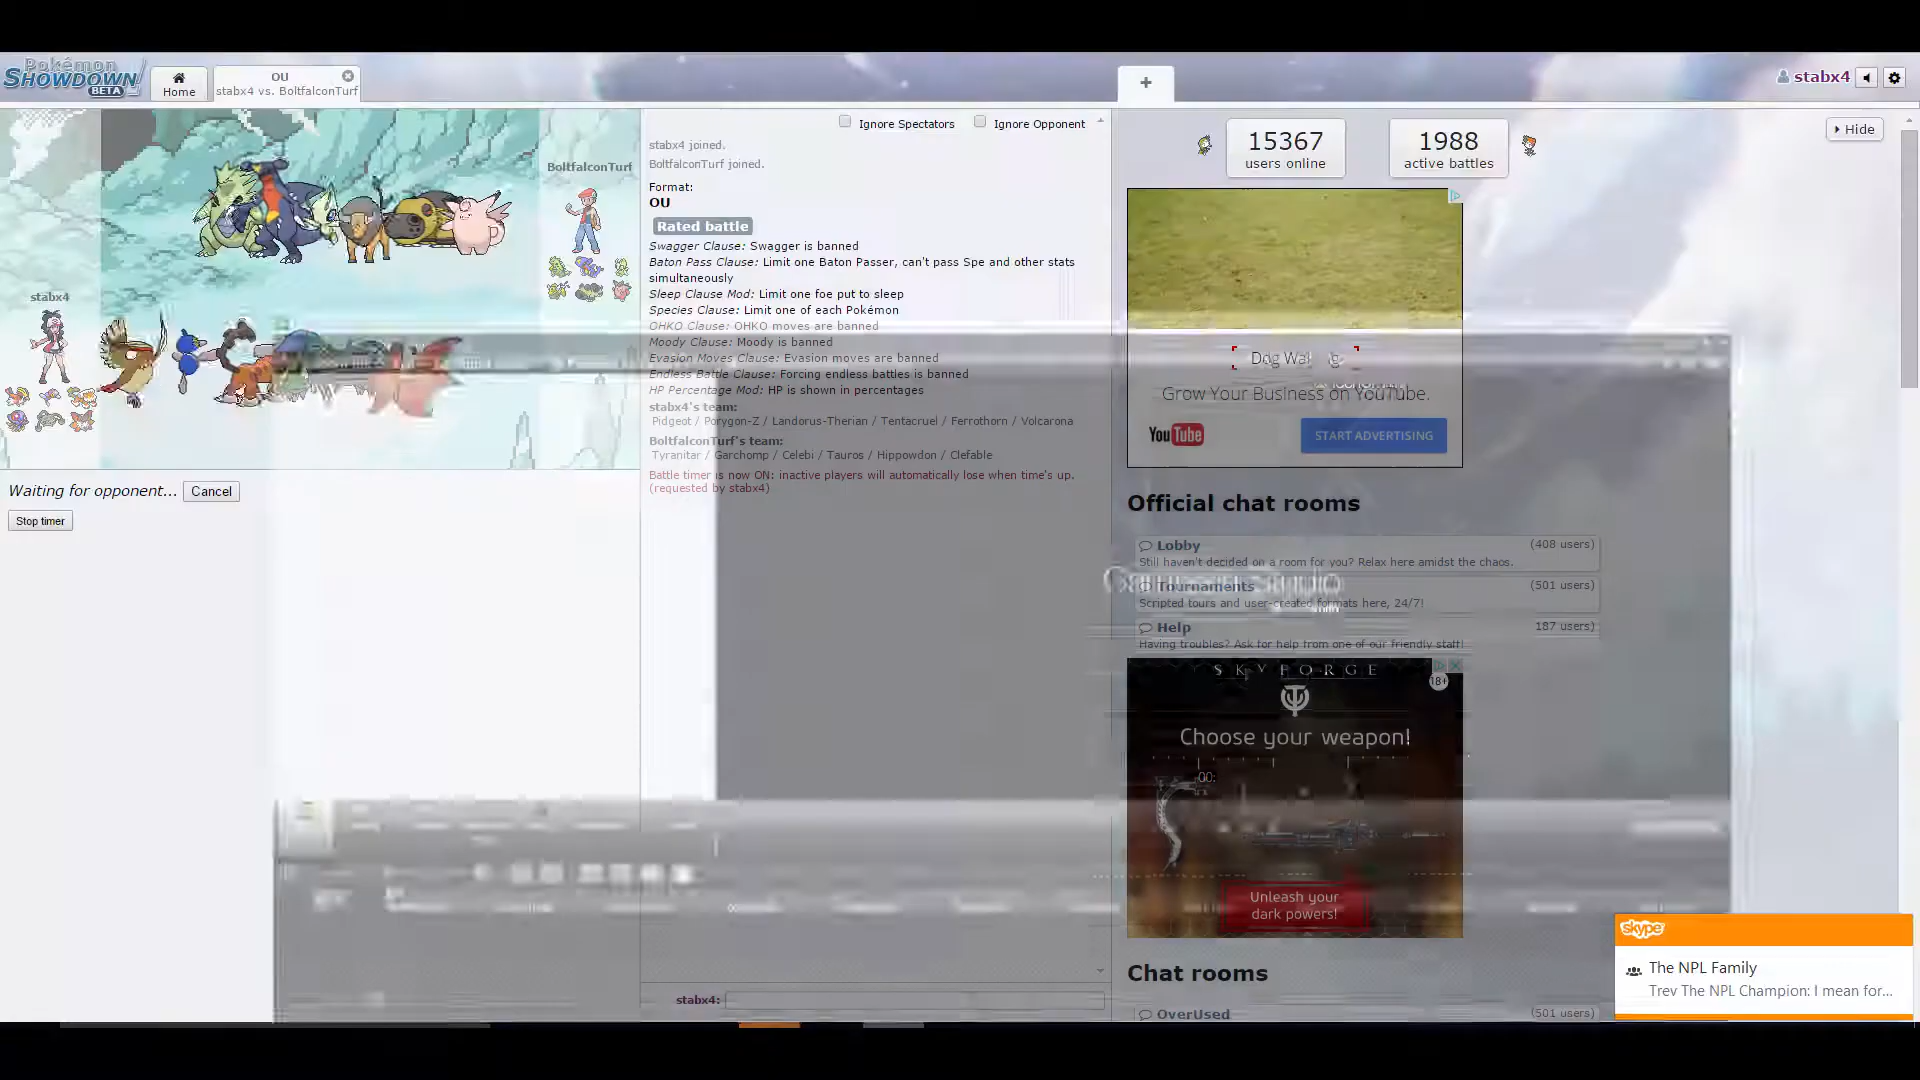 Pokémon
SHOWDOWN!
BETA
Home
OU
stabx4 vs. BoltfalconTurf
+
stabx4
BoltfalconTurf
stabx4
Waiting for opponent... Cancel
Stop timer
Ignore Spectators Ignore Opponent
stabx4 joined.
BoltfalconTurf joined.
Format:
OU
Rated battle
Swagger Clause: Swagger is banned
Baton Pass Clause: Limit one Baton Passer, can't pass Spe and other stats
simultaneously
Sleep Clause Mod: Limit one foe put to sleep
Species Clause: Limit one of each Pokémon
OHKO Clause: OHKO moves are banned
Moody Clause: Moody is banned
Evasion Moves Clause: Evasion moves are banned
Endless Battle Clause: Forcing endless battles is banned
HP Percentage Mod: HP is shown in percentages
stabx4's team:
Pidgeot / Porygon-Z / Landorus-Therian / Tentacruel / Ferrothorn / Volcarona
BoltfalconTurf's team:
Tyranitar / Garchomp / Celebi / Tauros / Hippowdon / Clefable
Battle timer is now ON: inactive players will automatically lose when time's up.
(requested by stabx4)
stabx4:
15367
users online
1988
active battles
Hide
Grow Your Business on YouTube.
YouTube
START ADVERTISING
Official chat rooms
Lobby (408 users)
Still haven't decided on a room for you? Relax here amidst the chaos.
Tournaments (501 users)
Scripted tours and user-created formats here, 24/7!
Help 187 users)
Having troubles? Ask for help from one of our friendly staff!
SKYFORGE
18+
Choose your weapon!
00:
Unleash your
dark powers!
Chat rooms
OverUsed (501 users)
skype
The NPL Family
Trev The NPL Champion: I mean for...